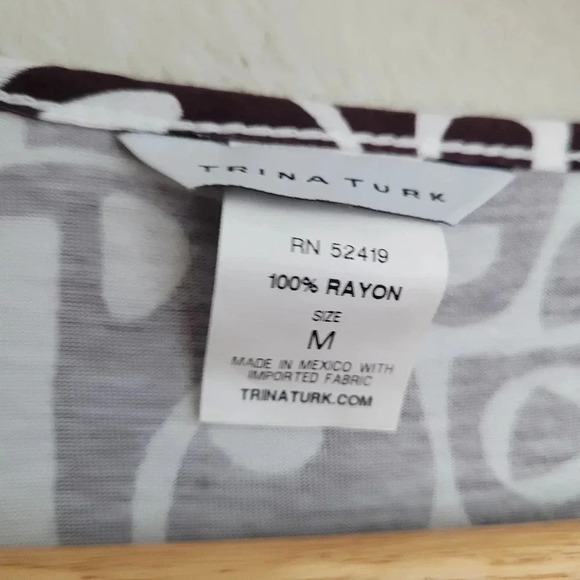 TRINA TURK
RN 52419
100% RAYON
SIZE
M
MADE IN MEXICO WITH
IMPORTED FABRIC
TRINATURK.COM